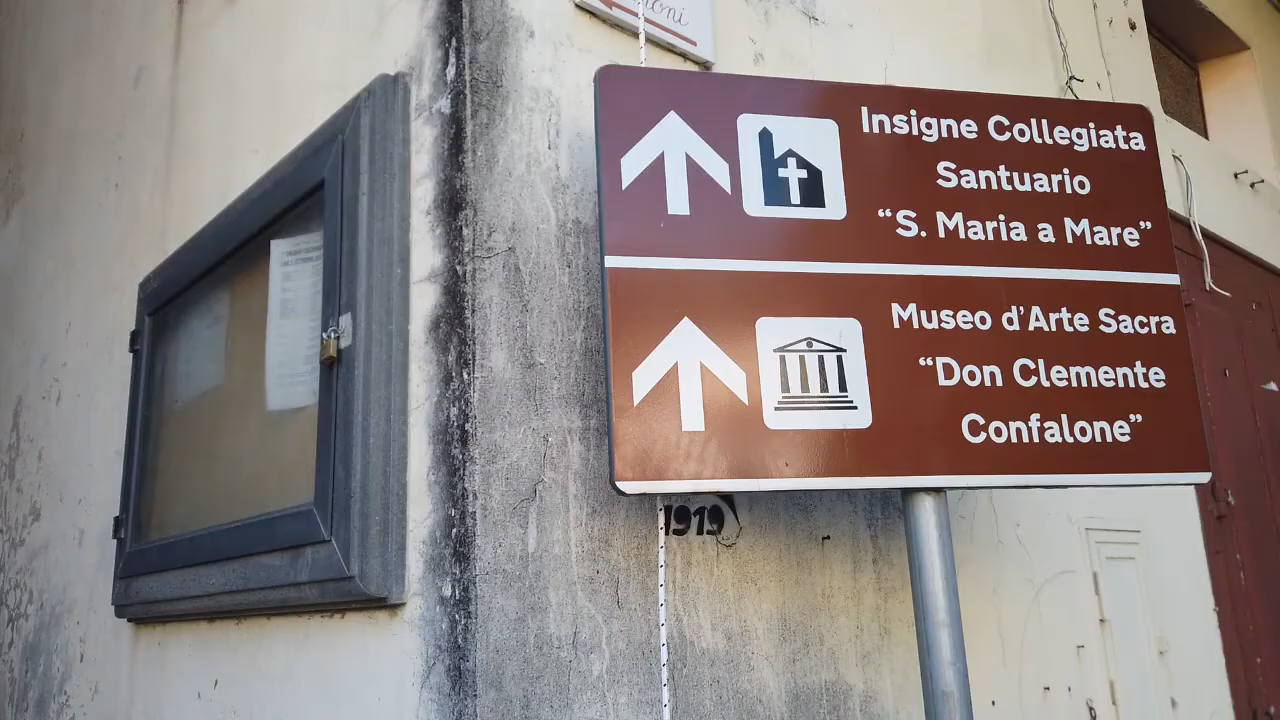 Insigne Collegiata
Santuario
“S. Maria a Mare”
Museo d’Arte Sacra
“Don Clemente
Confalone”
1919